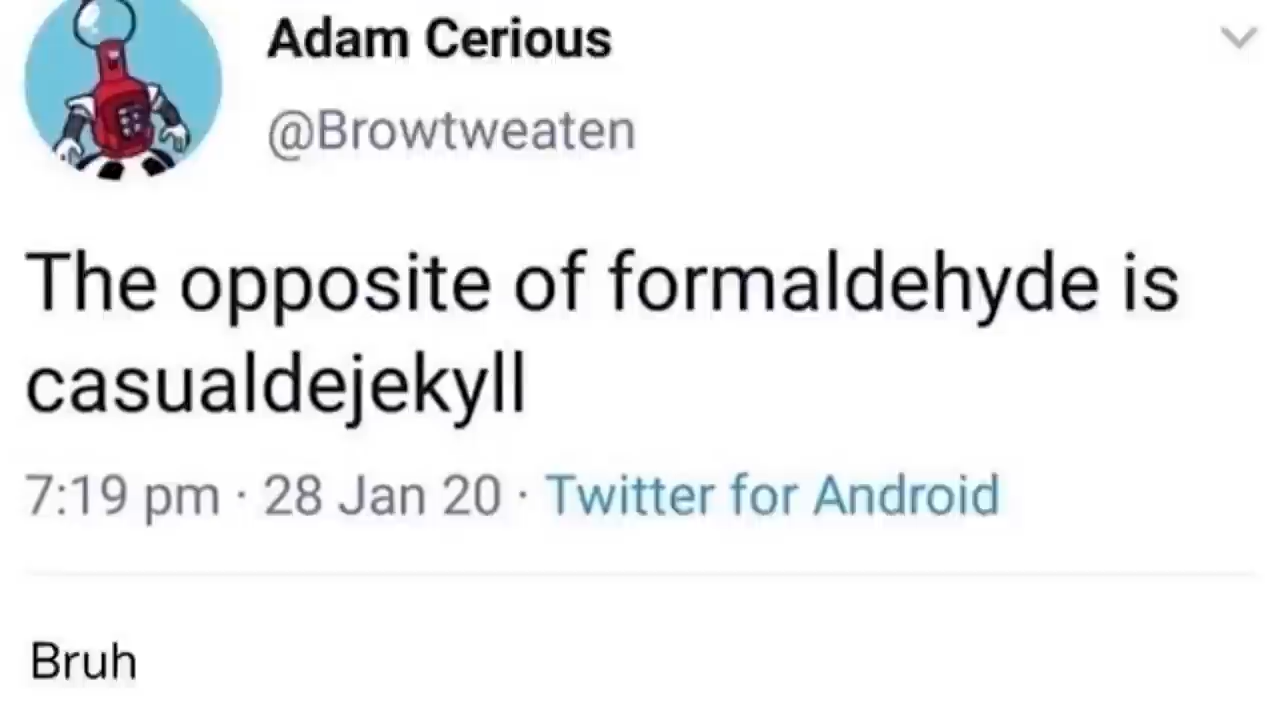 Adam Cerious
@Browtweaten
The opposite of formaldehyde is
casualdejekyll
7:19 pm · 28 Jan 20 · Twitter for Android
Bruh